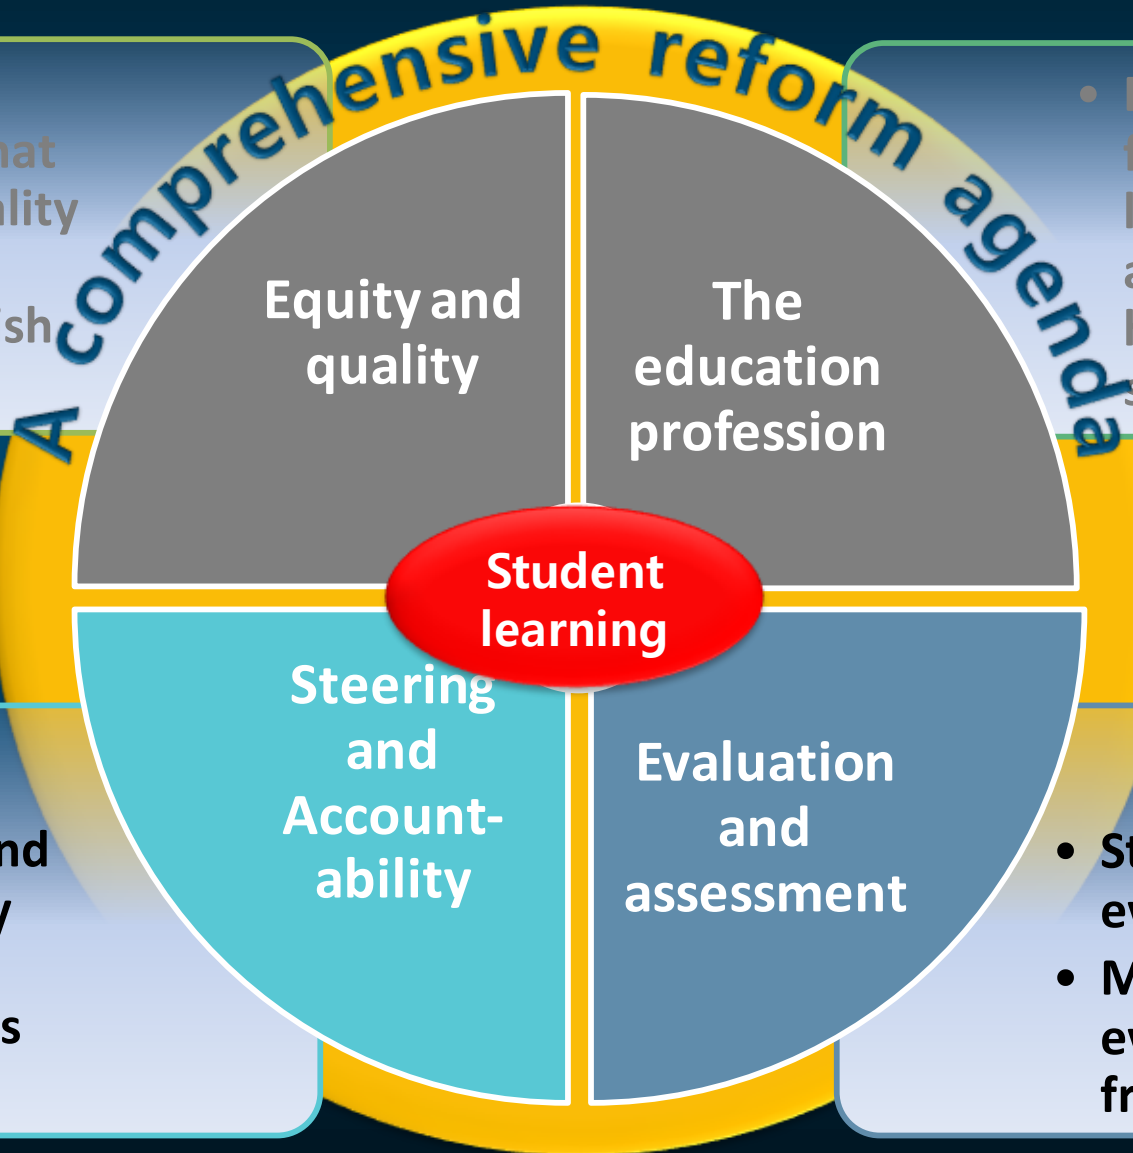 A comprehensive reform agenda
Equity and
quality
The
education
profession
Student
learning
Steering
and
Account-
ability
Evaluation
and
assessment